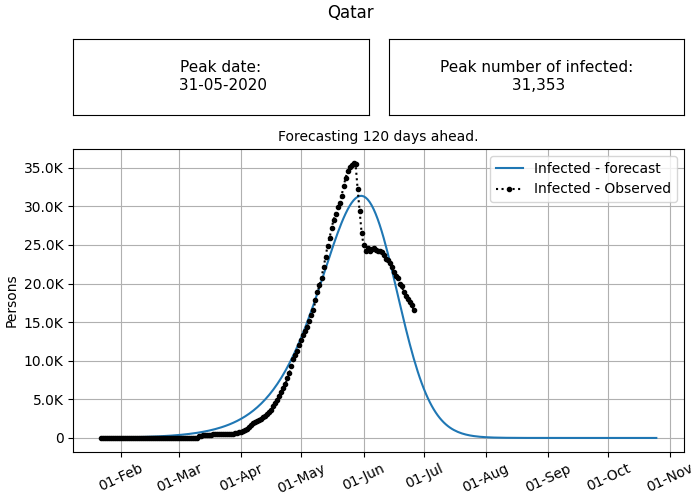 Qatar
Peak date:
31-05-2020
Peak number of infected:
31,353
Forecasting 120 days ahead.
Infected - forecast
Infected - Observed
Persons
35.0K
30.0K
25.0K
20.0K
15.0K
10.0K
5.0K
0
01-Feb
01-Mar
01-Apr
01-May
01-Jun
01-Jul
01-Aug
01-Sep
01-Oct
01-Nov